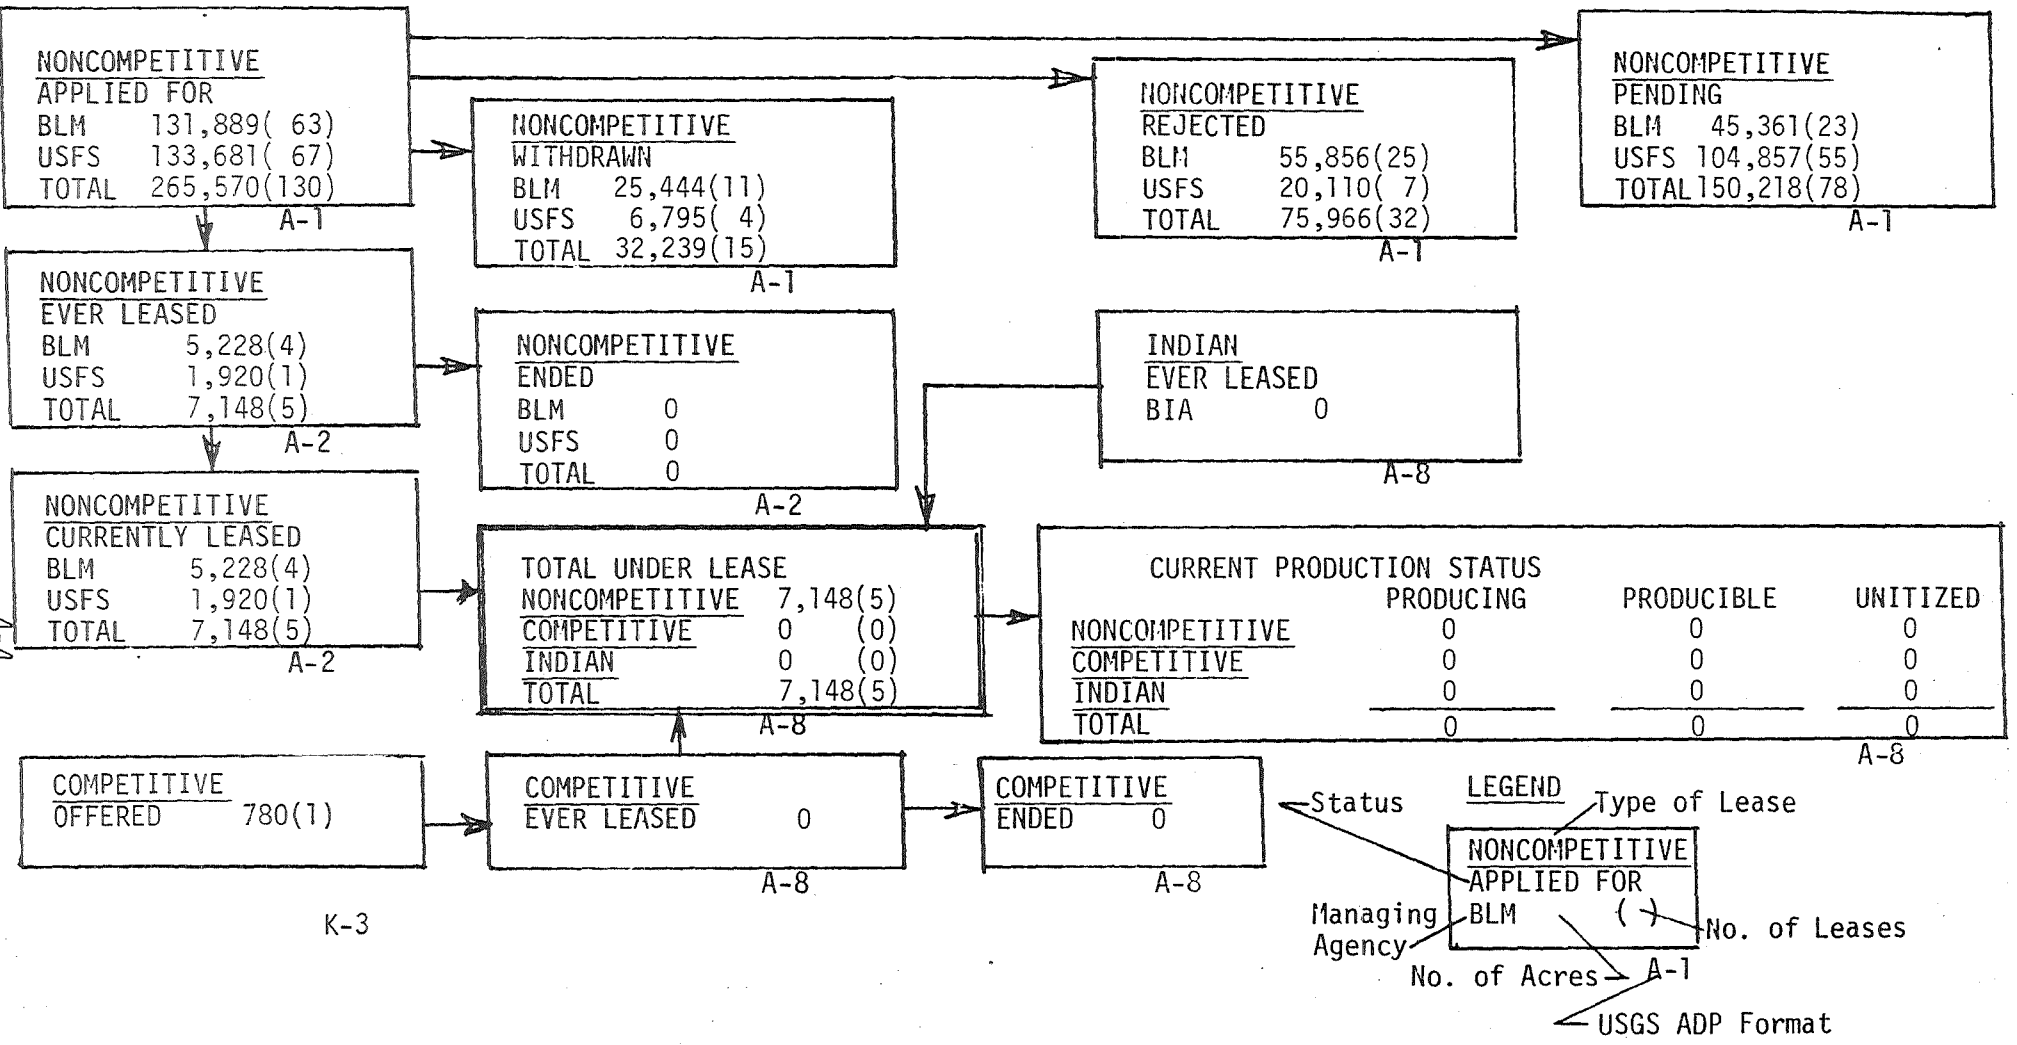 NONCOMPETITIVE
APPLIED FOR
BLM 131,889( 63)
USFS 133,681( 67)
TOTAL 265,570(130)
A-1
NONCOMPETITIVE
WITHDRAWN
BLM 25,444(11)
USFS 6,795( 4)
TOTAL 32,239(15)
A-1
NONCOMPETITIVE
REJECTED
BLM 55,856(25)
USFS 20,110( 7)
TOTAL 75,966(32)
A-1
NONCOMPETITIVE
PENDING
BLM 45,361(23)
USFS 104,857(55)
TOTAL 150,218(78)
A-1
NONCOMPETITIVE
EVER LEASED
BLM 5,228(4)
USFS 1,920(1)
TOTAL 7,148(5)
A-2
NONCOMPETITIVE
ENDED
BLM 0
USFS 0
TOTAL 0
A-2
INDIAN
EVER LEASED
BIA 0
A-8
NONCOMPETITIVE
CURRENTLY LEASED
BLM 5,228(4)
USFS 1,920(1)
TOTAL 7,148(5)
A-2
TOTAL UNDER LEASE
NONCOMPETITIVE 7,148(5)
COMPETITIVE 0 (0)
INDIAN 0 (0)
TOTAL 7,148(5)
A-8
CURRENT PRODUCTION STATUS
PRODUCING PRODUCIBLE UNITIZED
NONCOMPETITIVE 0 0 0
COMPETITIVE 0 0 0
INDIAN 0 0 0
TOTAL 0 0 0
A-8
COMPETITIVE
OFFERED 780(1)
K-3
COMPETITIVE
EVER LEASED 0
A-8
COMPETITIVE
ENDED 0
A-8
LEGEND
Status
Type of Lease
NONCOMPETITIVE
APPLIED FOR
BLM ( )
Managing
Agency
No. of Leases
No. of Acres
A-1
USGS ADP Format